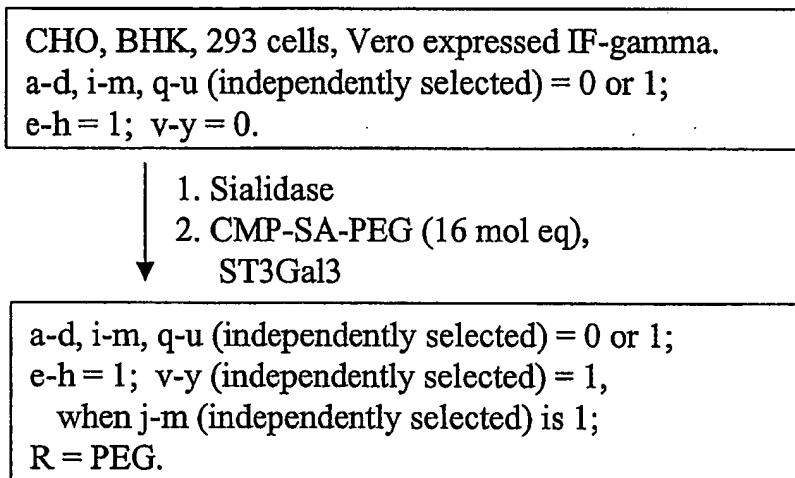 CHO, BHK, 293 cells, Vero expressed IF-gamma.
a-d, i-m, q-u (independently selected) = 0 or 1;
e-h = 1; v-y = 0.
1. Sialidase
2. CMP-SA-PEG (16 mol eq),
ST3Gal3
a-d, i-m, q-u (independently selected) = 0 or 1;
e-h = 1; v-y (independently selected) = 1,
when j-m (independently selected) is 1;
R = PEG.